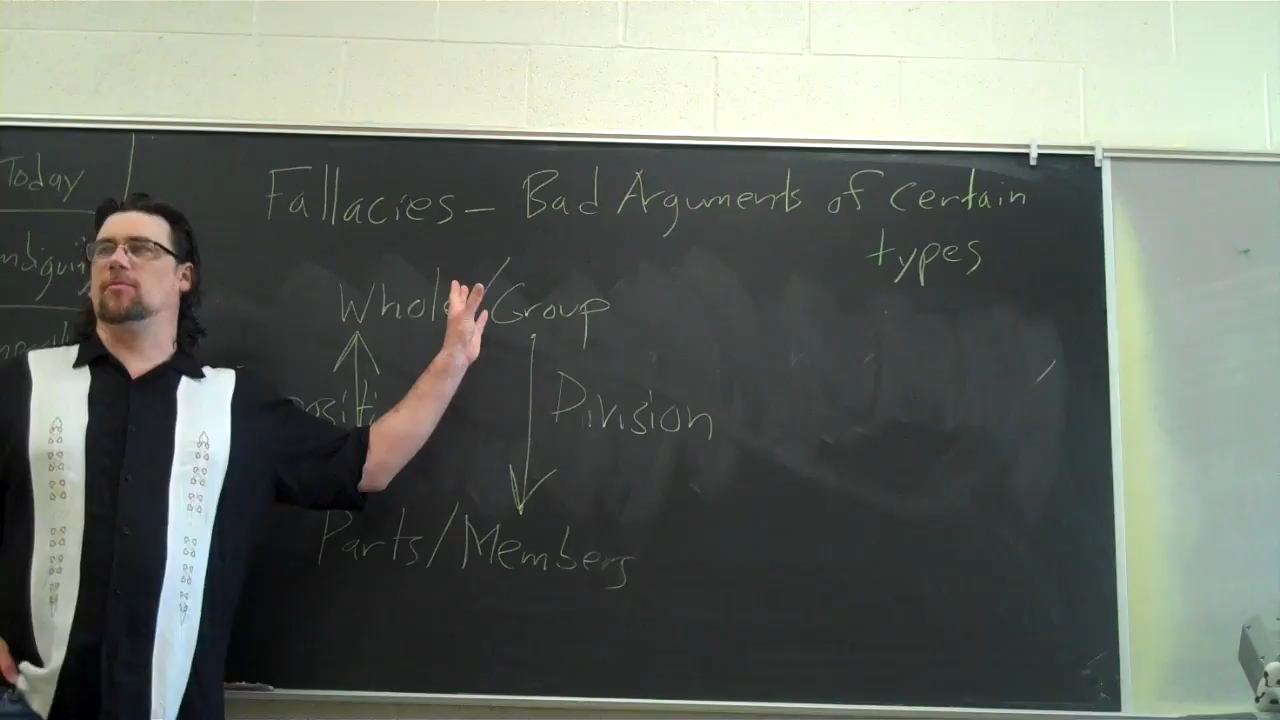 Today
Fallacies - Bad Arguments of certain
types
Whole/Group
Division
Parts/Members